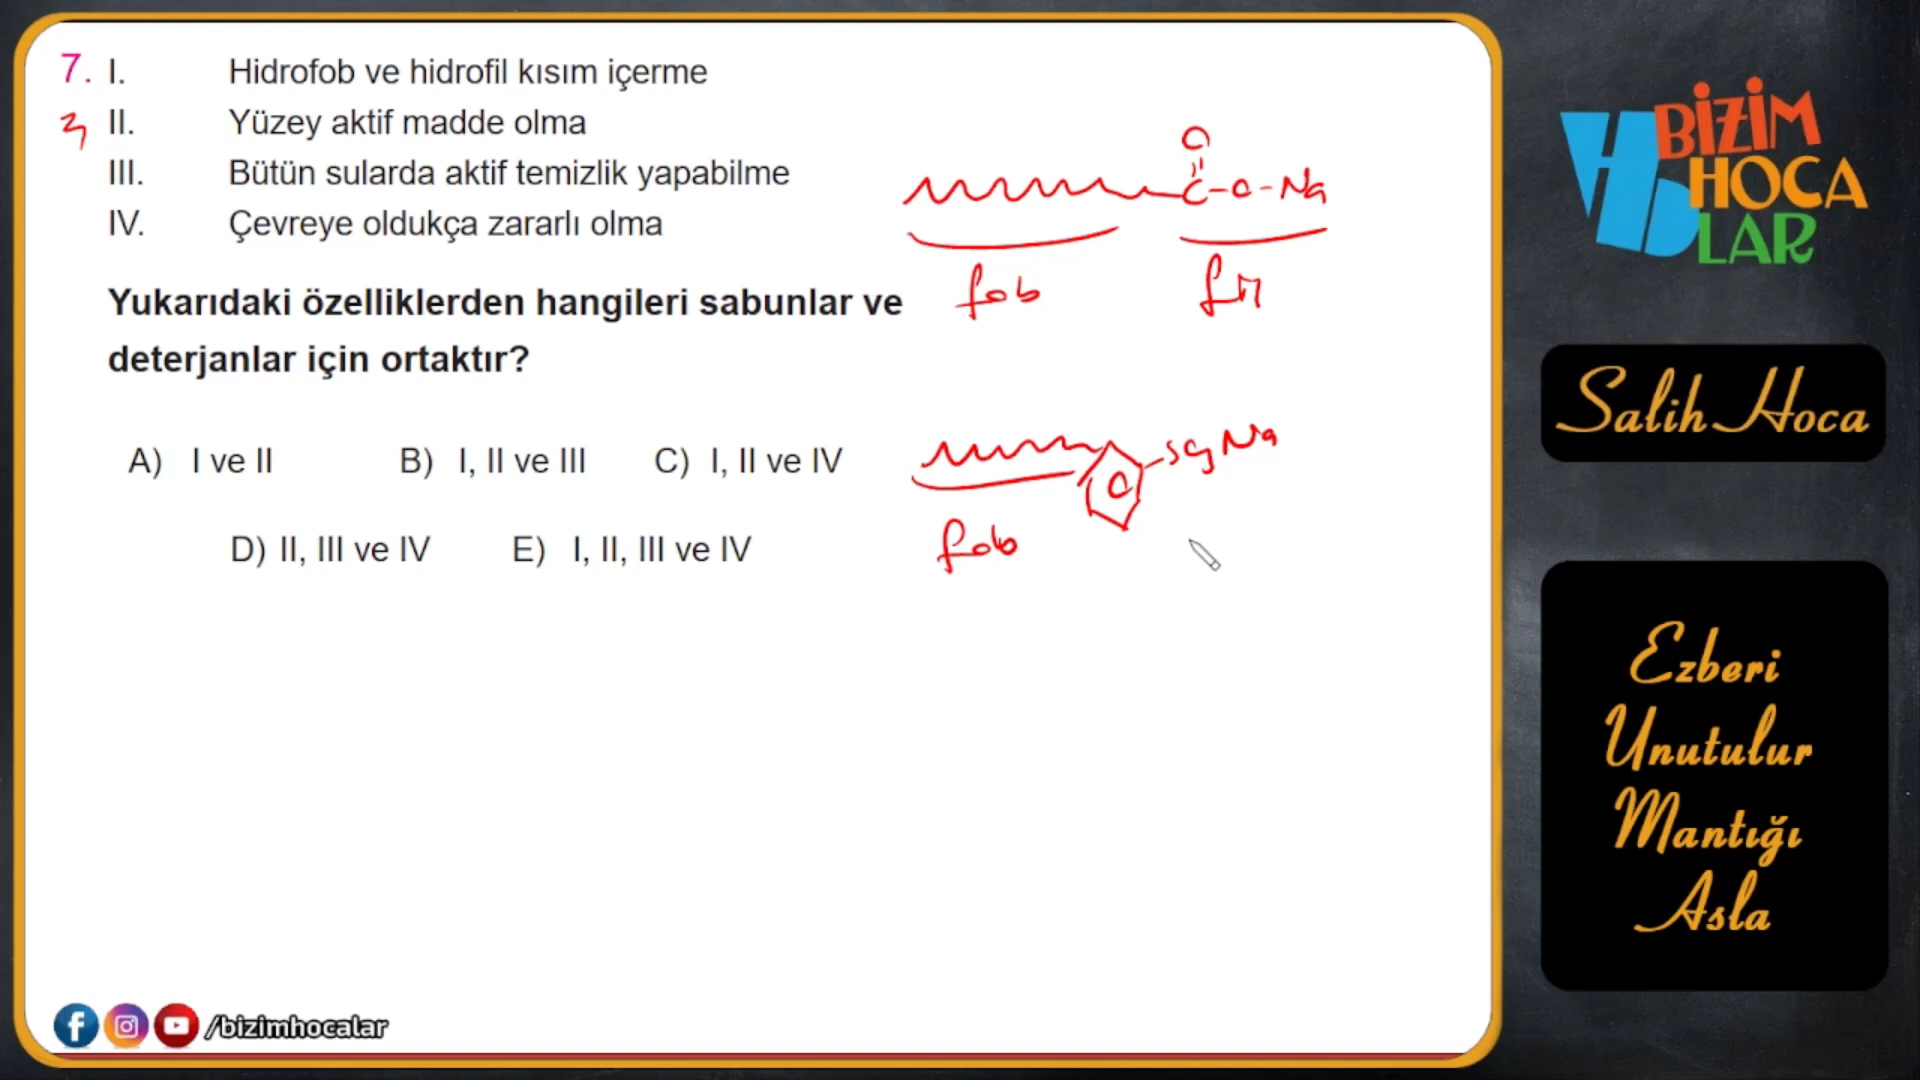 7. I. Hidrofob ve hidrofil kısım içerme
II. Yüzey aktif madde olma
III. Bütün sularda aktif temizlik yapabilme
IV. Çevreye oldukça zararlı olma
Yukarıdaki özelliklerden hangileri sabunlar ve
deterjanlar için ortaktır?
A) I ve II B) I, II ve III C) I, II ve IV
D) II, III ve IV E) I, II, III ve IV
O
C-O-Na
fob
fil
SO3Na
fob
BİZİM
HOCA
LAR
Salih Hoca
Ezberi
Unutulur
Mantığı
Asla
/bizimhocalar